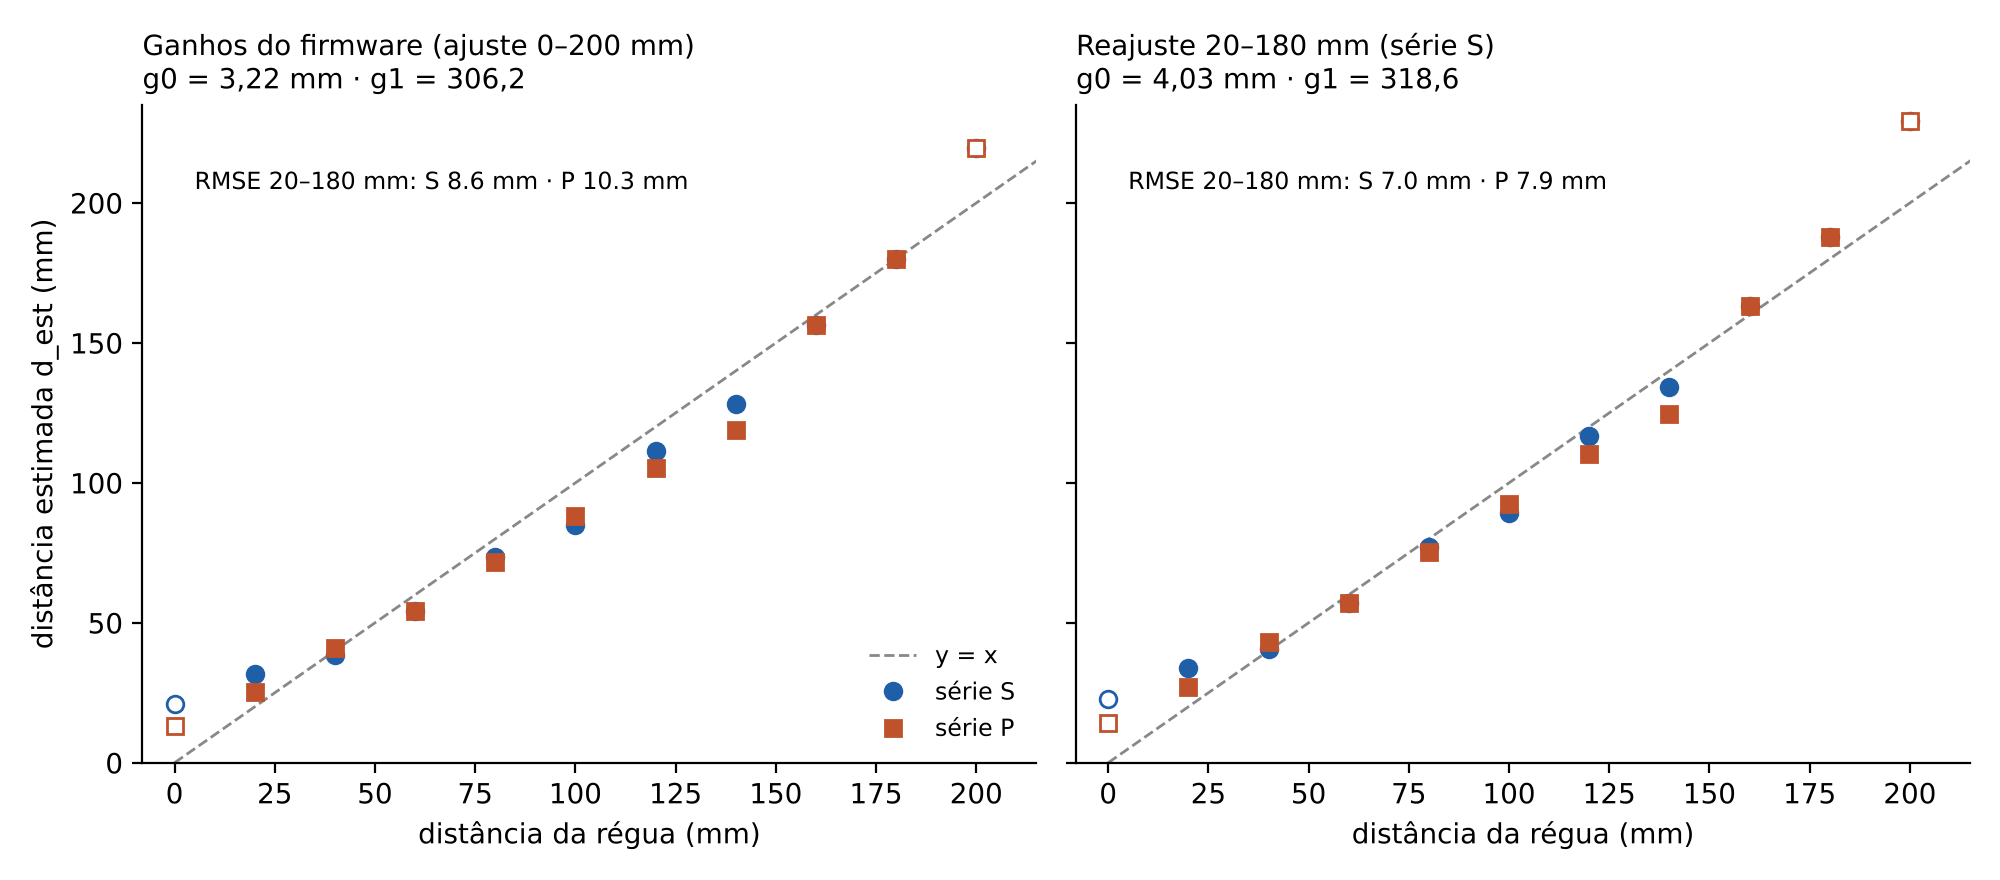 Ganhos do firmware (ajuste 0–200 mm)
g0 = 3,22 mm · g1 = 306,2
RMSE 20–180 mm: S 8.6 mm · P 10.3 mm
distância estimada d_est (mm)
200
150
100
50
0
y = x
série S
série P
0 25 50 75 100 125 150 175 200
distância da régua (mm)
Reajuste 20–180 mm (série S)
g0 = 4,03 mm · g1 = 318,6
RMSE 20–180 mm: S 7.0 mm · P 7.9 mm
0 25 50 75 100 125 150 175 200
distância da régua (mm)